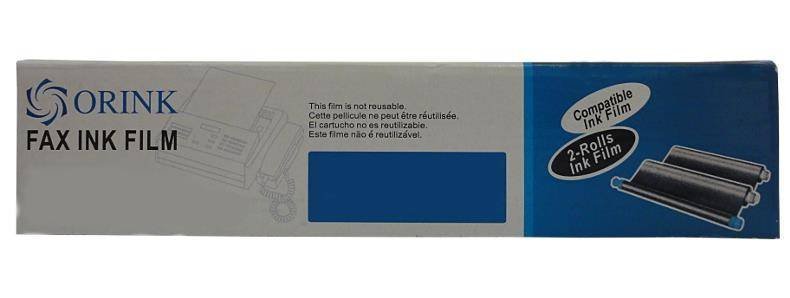 ORINK
FAX INK FILM
This film is not reusable.
Cette pellicule ne peut être réutilisée.
El cartucho no es reutilizable.
Este filme não é reutilizável.
Compatible
Ink Film
2-Rolls
Ink Film